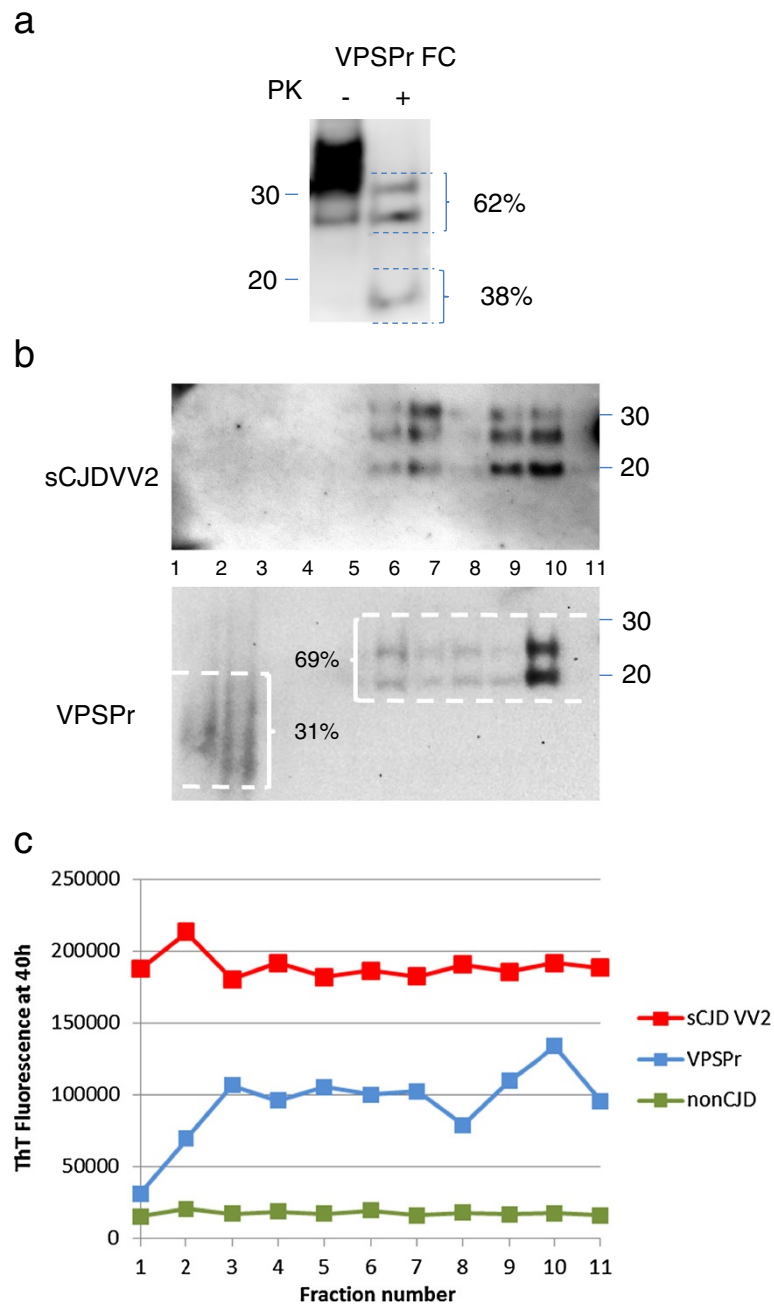 a
VPSPr FC
PK - +
30
62%
20
38%
b
30
sCJDVV2
20
1 2 3 4 5 6 7 8 9 10 11
30
69%
20
VPSPr
31%
c
250000
200000
150000
100000
50000
0
ThT Fluorescence at 40h
sCJD VV2
VPSPr
nonCJD
1 2 3 4 5 6 7 8 9 10 11
Fraction number